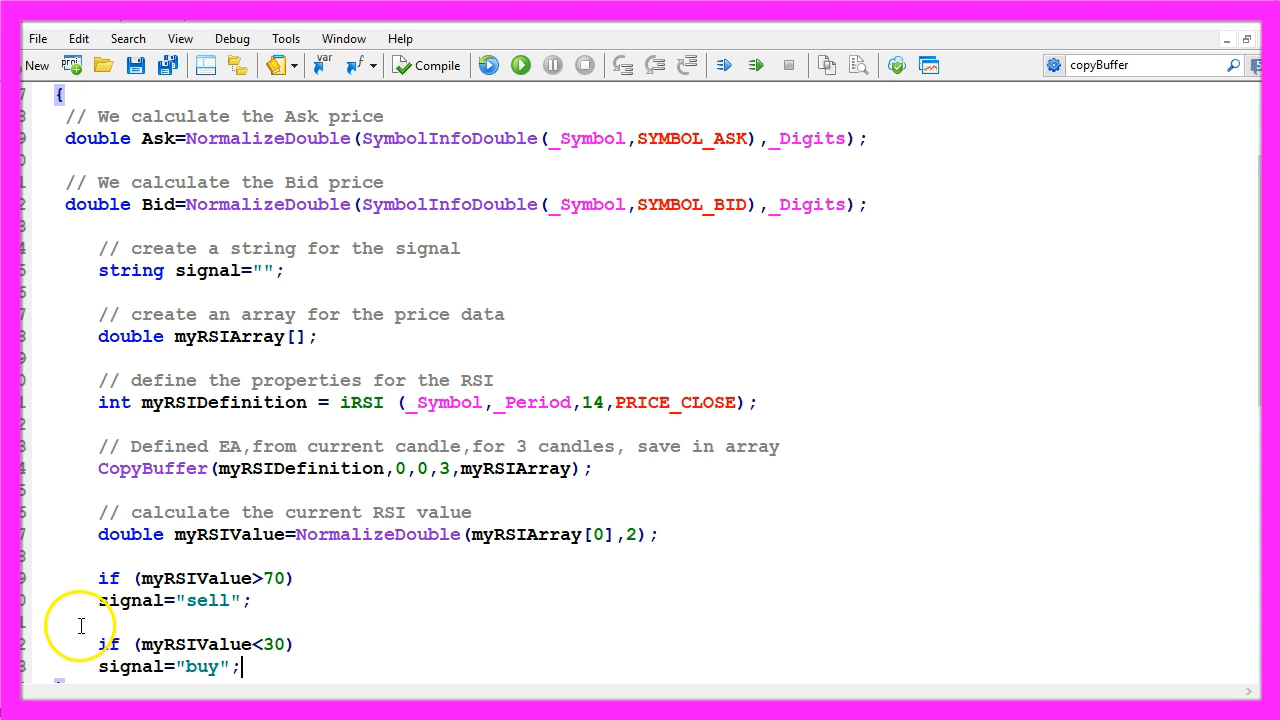 File Edit Search View Debug Tools Window Help
New Compile copyBuffer
{
// We calculate the Ask price
double Ask=NormalizeDouble(SymbolInfoDouble(_Symbol,SYMBOL_ASK),_Digits);
// We calculate the Bid price
double Bid=NormalizeDouble(SymbolInfoDouble(_Symbol,SYMBOL_BID),_Digits);
// create a string for the signal
string signal="";
// create an array for the price data
double myRSIArray[];
// define the properties for the RSI
int myRSIDefinition = iRSI (_Symbol,_Period,14,PRICE_CLOSE);
// Defined EA,from current candle,for 3 candles, save in array
CopyBuffer(myRSIDefinition,0,0,3,myRSIArray);
// calculate the current RSI value
double myRSIValue=NormalizeDouble(myRSIArray[0],2);
if (myRSIValue>70)
signal="sell";
if (myRSIValue<30)
signal="buy";